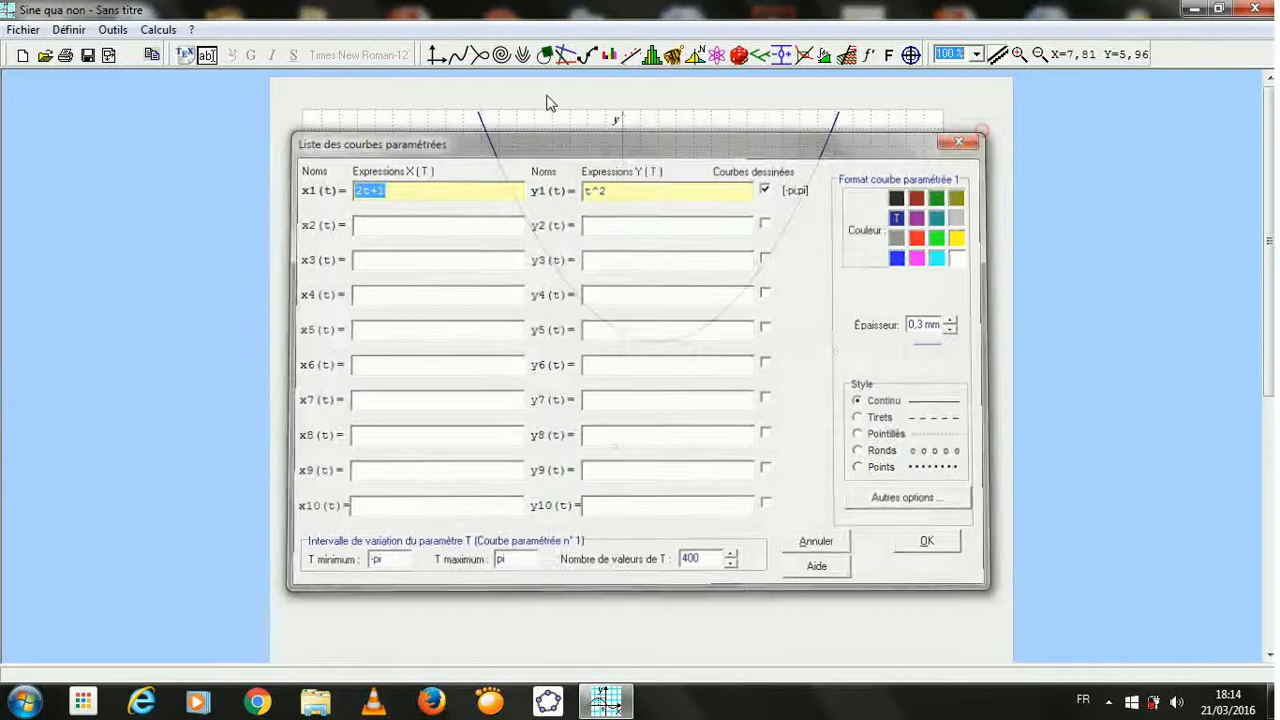 Sine qua non - Sans titre
Fichier Définir Outils Calculs ?
TEX ab| G I S Times New Roman-12 f' F 100 % X=7,81 Y=5,96
y
Liste des courbes paramétrées
Noms Expressions X ( T ) Noms Expressions Y ( T ) Courbes dessinées
x1(t)= 2t+1 y1(t)= t^2 [-pi;pi]
x2(t)= y2(t)=
x3(t)= y3(t)=
x4(t)= y4(t)=
x5(t)= y5(t)=
x6(t)= y6(t)=
x7(t)= y7(t)=
x8(t)= y8(t)=
x9(t)= y9(t)=
x10(t)= y10(t)=
Format courbe paramétrée 1
Couleur :
T
Épaisseur: 0,3 mm
Style
Continu
Tirets
Pointillés
Ronds
Points
Autres options ...
Intervalle de variation du paramètre T (Courbe paramétrée n° 1)
T minimum : -pi T maximum : pi Nombre de valeurs de T : 400
Annuler OK
Aide
FR 18:14
21/03/2016